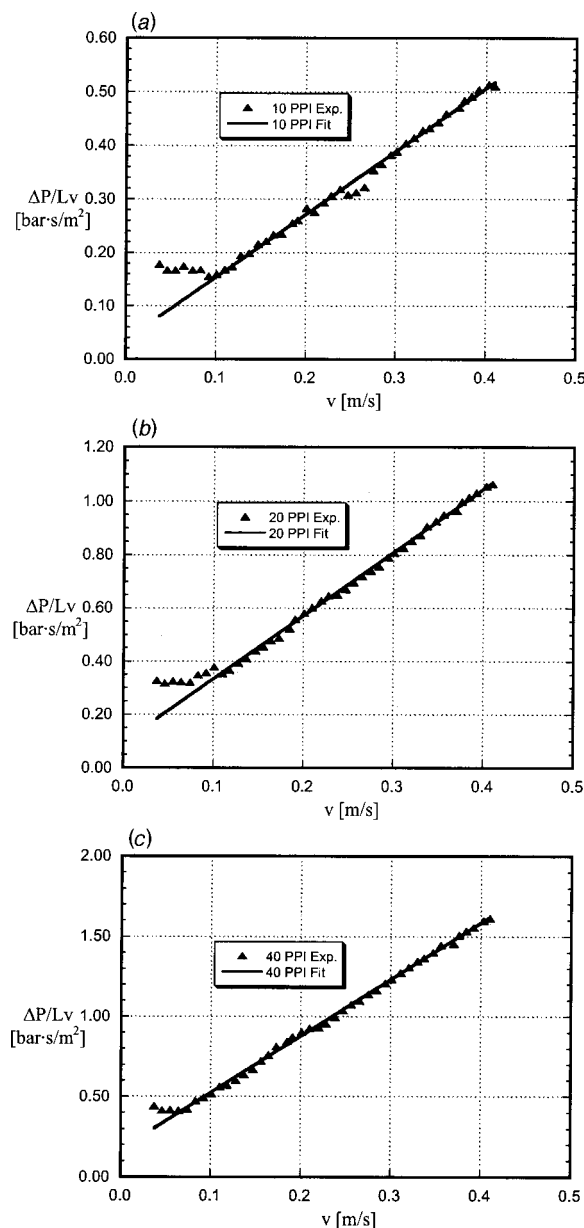 (a)
0.60
0.50
10 PPI Exp.
10 PPI Fit
0.40
ΔP/Lv
0.30
[bar·s/m²]
0.20
0.10
0.00
0.0 0.1 0.2 0.3 0.4 0.5
v [m/s]
(b)
1.20
1.00
20 PPI Exp.
20 PPI Fit
0.80
ΔP/Lv
0.60
[bar·s/m²]
0.40
0.20
0.00
0.0 0.1 0.2 0.3 0.4 0.5
v [m/s]
(c)
2.00
1.50
40 PPI Exp.
40 PPI Fit
ΔP/Lv
1.00
[bar·s/m²]
0.50
0.00
0.0 0.1 0.2 0.3 0.4 0.5
v [m/s]